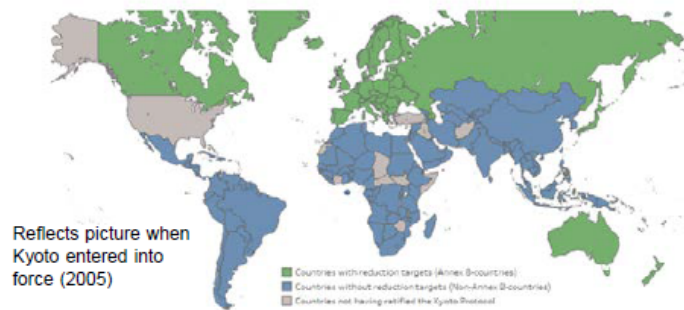 Reflects picture when
Kyoto entered into
force (2005)
Countries with reduction targets (Annex B-countries)
Countries without reduction targets (Non-Annex B-countries)
Countries not having ratified the Kyoto Protocol